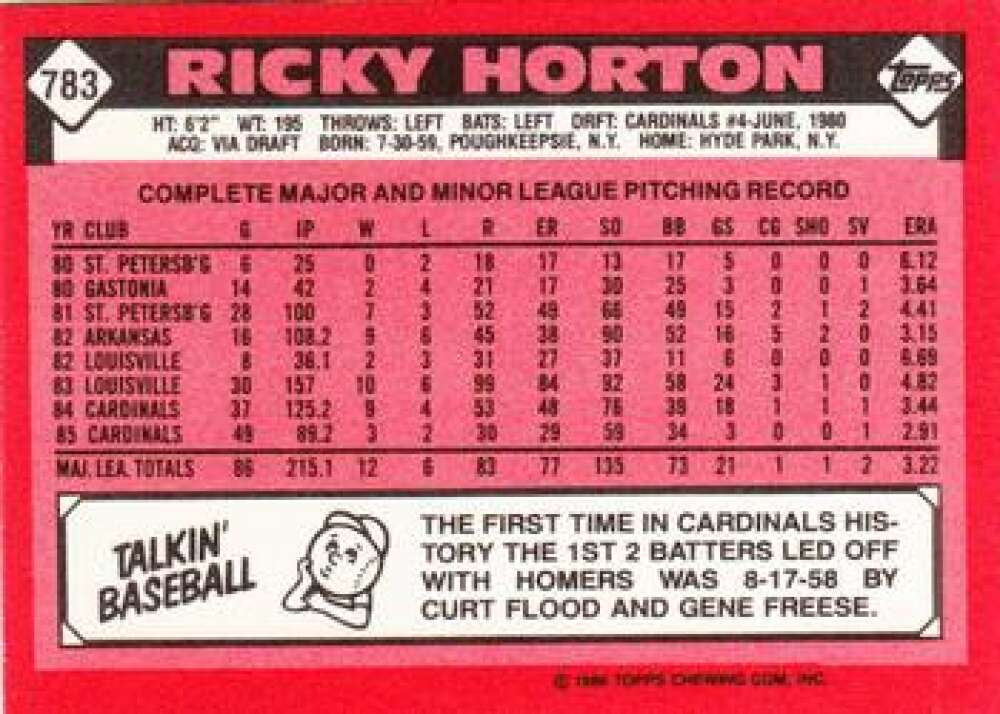 783 RICKY HORTON TOPPS
HT: 6'2" WT: 195 THROWS: LEFT BATS: LEFT DRFT: CARDINALS #4-JUNE, 1980
ACQ: VIA DRAFT BORN: 7-30-59, POUGHKEEPSIE, N.Y. HOME: HYDE PARK, N.Y.
COMPLETE MAJOR AND MINOR LEAGUE PITCHING RECORD
YR CLUB G IP W L R ER SO BB GS CG SHO SV ERA
80 ST. PETERSB'G 6 25 0 2 18 17 13 17 5 0 0 0 6.12
80 GASTONIA 14 42 2 4 21 17 30 25 3 0 0 1 3.64
81 ST. PETERSB'G 28 100 7 3 52 49 66 49 15 2 1 2 4.41
82 ARKANSAS 16 108.2 9 6 45 38 90 52 16 5 2 0 3.15
82 LOUISVILLE 8 36.1 2 3 31 27 37 11 6 0 0 0 6.69
83 LOUISVILLE 30 157 10 6 99 84 92 58 24 3 1 0 4.82
84 CARDINALS 37 125.2 9 4 53 48 76 39 18 1 1 1 3.44
85 CARDINALS 49 89.2 3 2 30 29 59 34 3 0 0 1 2.91
MAJ. LEA. TOTALS 86 215.1 12 6 83 77 135 73 21 1 1 2 3.22
TALKIN'
BASEBALL
THE FIRST TIME IN CARDINALS HIS-
TORY THE 1ST 2 BATTERS LED OFF
WITH HOMERS WAS 8-17-58 BY
CURT FLOOD AND GENE FREESE.
© 1986 TOPPS CHEWING GUM, INC.